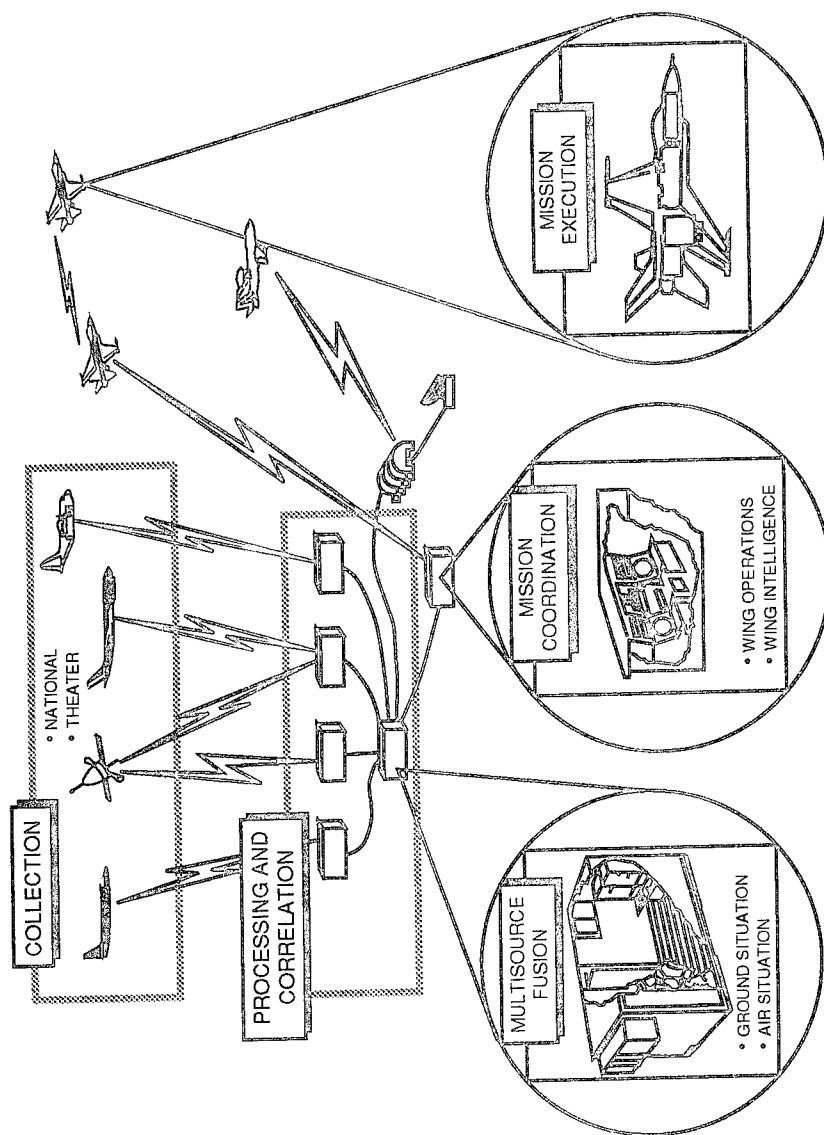 COLLECTION
• NATIONAL
• THEATER
PROCESSING AND
CORRELATION
MULTISOURCE
FUSION
• GROUND SITUATION
• AIR SITUATION
MISSION
COORDINATION
• WING OPERATIONS
• WING INTELLIGENCE
MISSION
EXECUTION